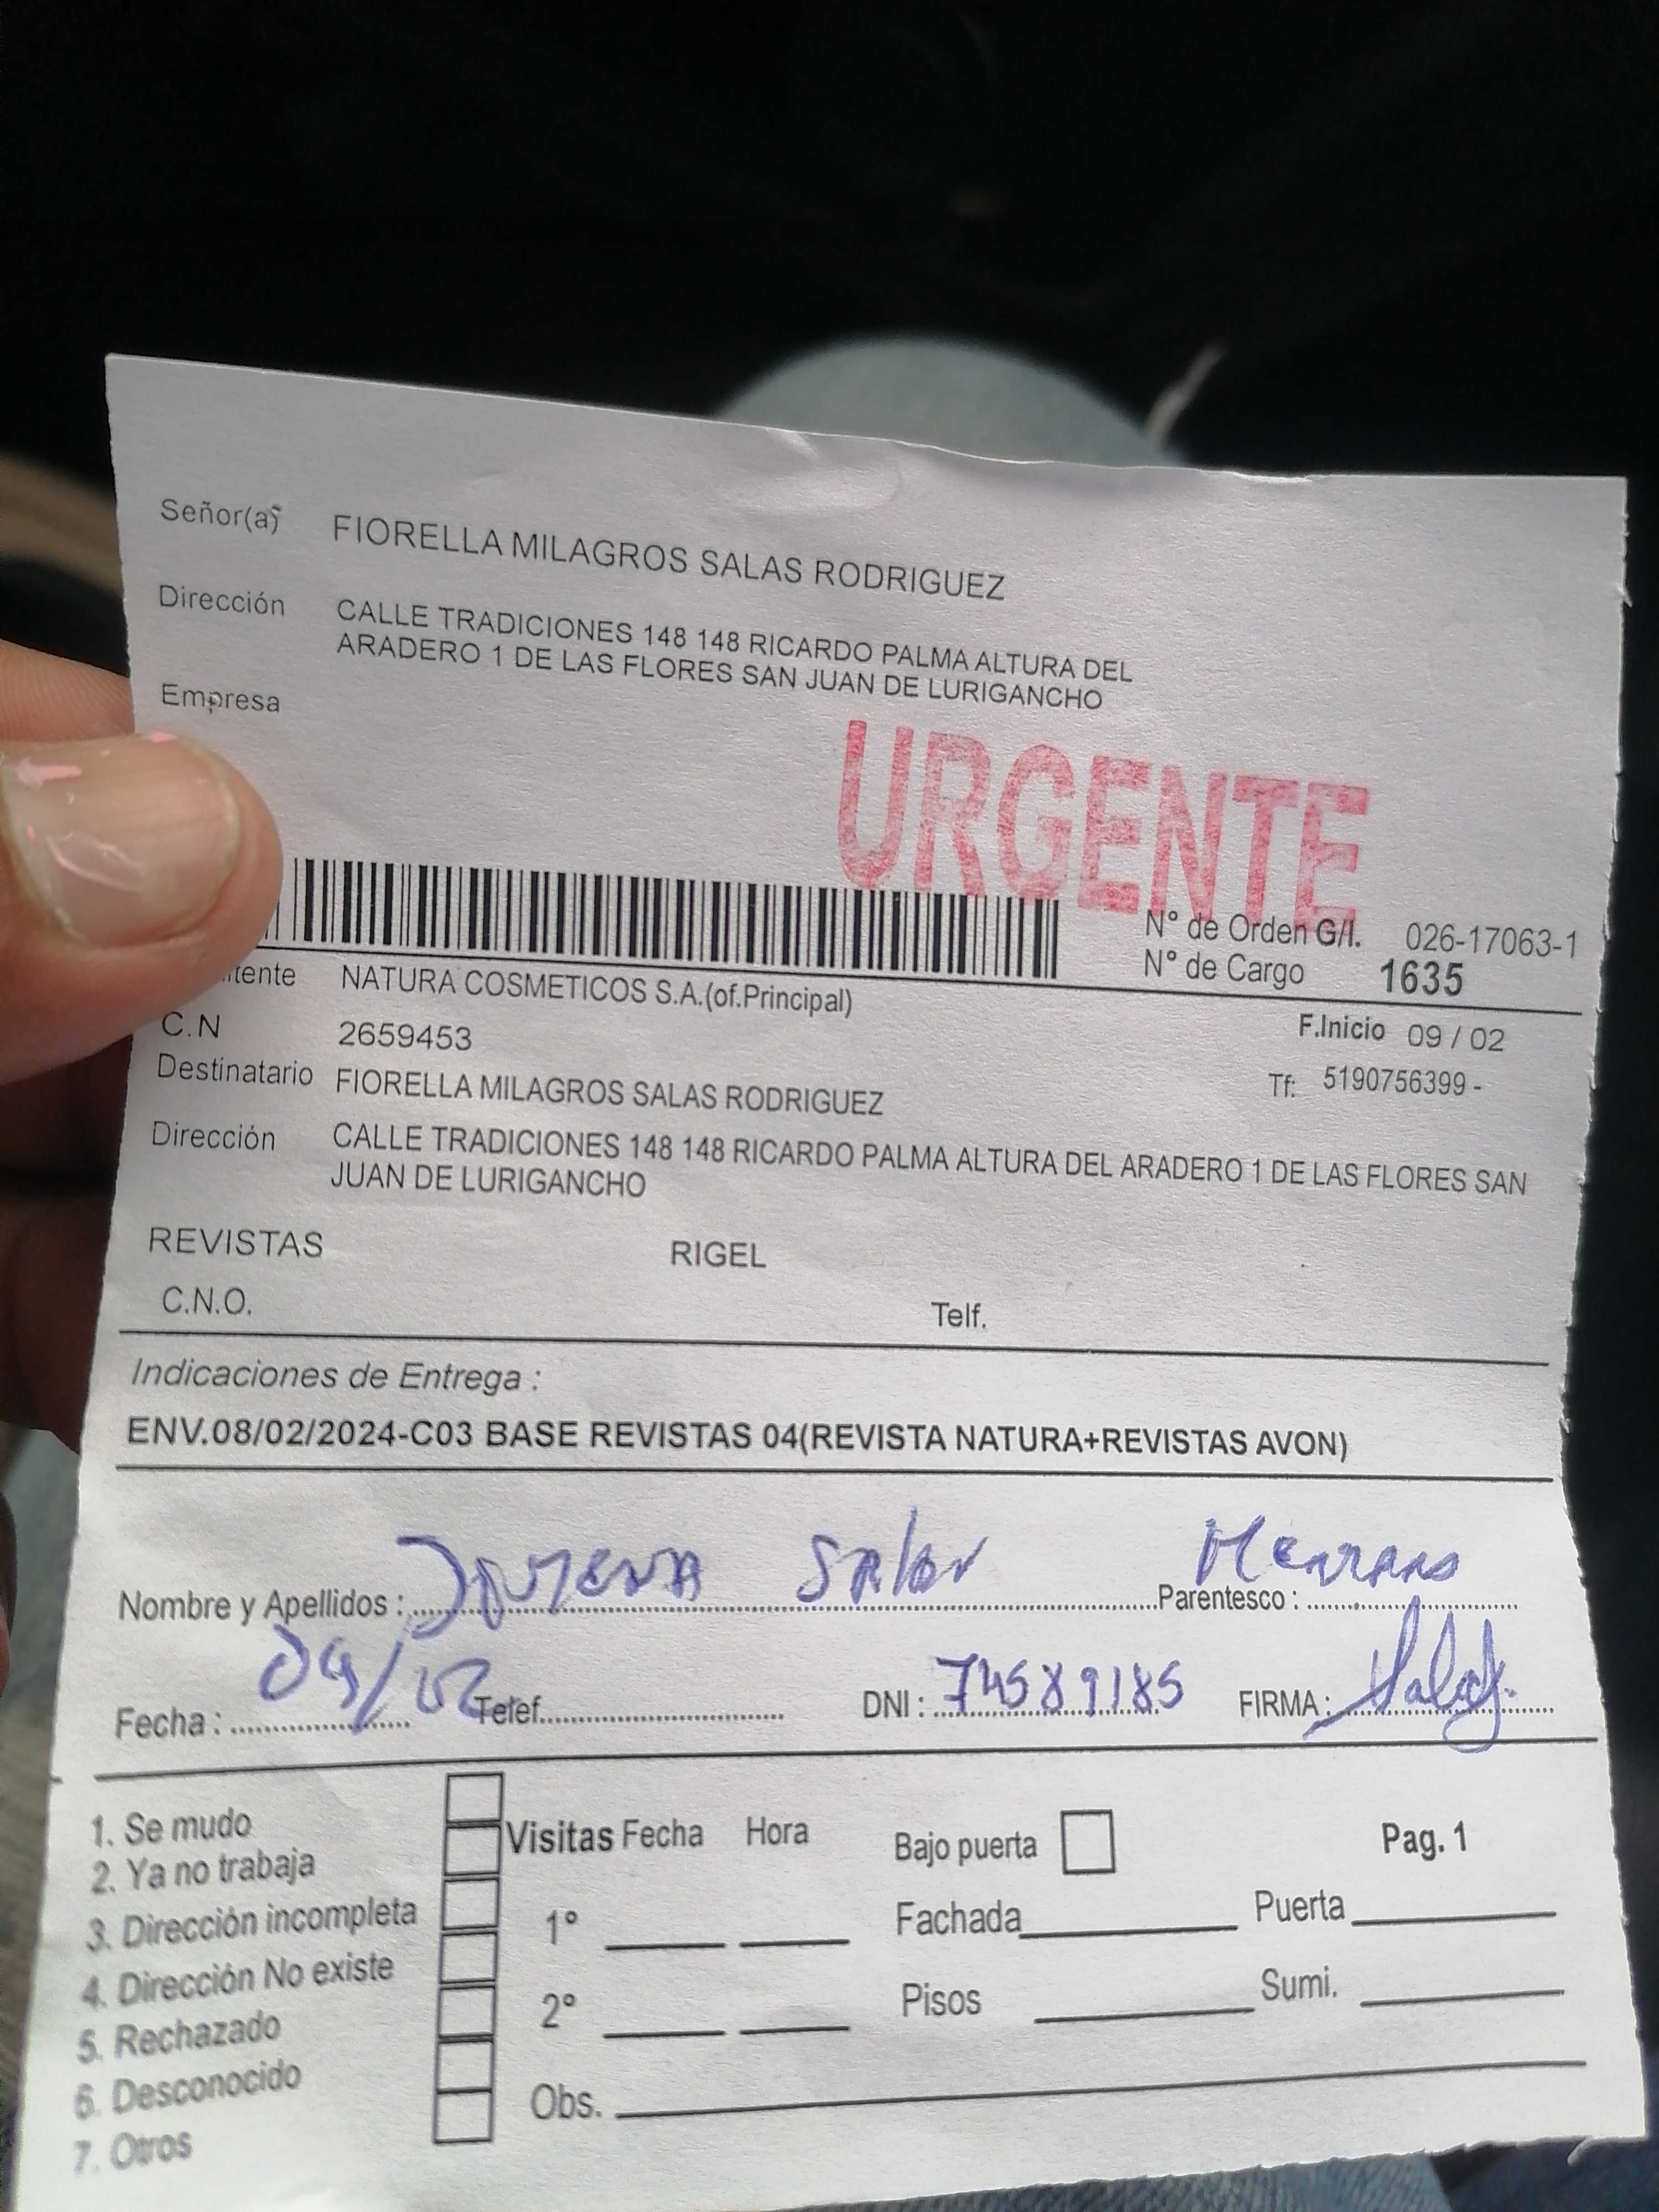 Señor(a) FIORELLA MILAGROS SALAS RODRIGUEZ
Dirección CALLE TRADICIONES 148 148 RICARDO PALMA ALTURA DEL
ARADERO 1 DE LAS FLORES SAN JUAN DE LURIGANCHO
Empresa
URGENTE
N° de Orden G/I. 026-17063-1
N° de Cargo 1635
itente NATURA COSMETICOS S.A.(of.Principal)
C.N 2659453 F.Inicio 09 / 02
Destinatario FIORELLA MILAGROS SALAS RODRIGUEZ Tf: 5190756399 -
Dirección CALLE TRADICIONES 148 148 RICARDO PALMA ALTURA DEL ARADERO 1 DE LAS FLORES SAN
JUAN DE LURIGANCHO
REVISTAS RIGEL
C.N.O. Telf.
Indicaciones de Entrega :
ENV.08/02/2024-C03 BASE REVISTAS 04(REVISTA NATURA+REVISTAS AVON)
Nombre y Apellidos : Parentesco :
Fecha : 09/02 Telef. DNI : 74589185 FIRMA :
1. Se mudo
2. Ya no trabaja
3. Dirección incompleta
4. Dirección No existe
5. Rechazado
6. Desconocido
7. Otros
Visitas Fecha Hora
1°
2°
Obs.
Bajo puerta Pag. 1
Fachada Puerta
Pisos Sumi.